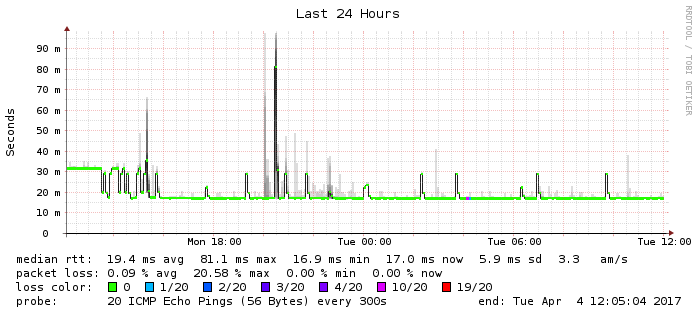 Last 24 Hours
RRDTOOL / TOBI OETIKER
Seconds
90 m
80 m
70 m
60 m
50 m
40 m
30 m
20 m
10 m
0
Mon 18:00 Tue 00:00 Tue 06:00 Tue 12:00
median rtt: 19.4 ms avg 81.1 ms max 16.9 ms min 17.0 ms now 5.9 ms sd 3.3 am/s
packet loss: 0.09 % avg 20.58 % max 0.00 % min 0.00 % now
loss color: 0 1/20 2/20 3/20 4/20 10/20 19/20
probe: 20 ICMP Echo Pings (56 Bytes) every 300s end: Tue Apr 4 12:05:04 2017